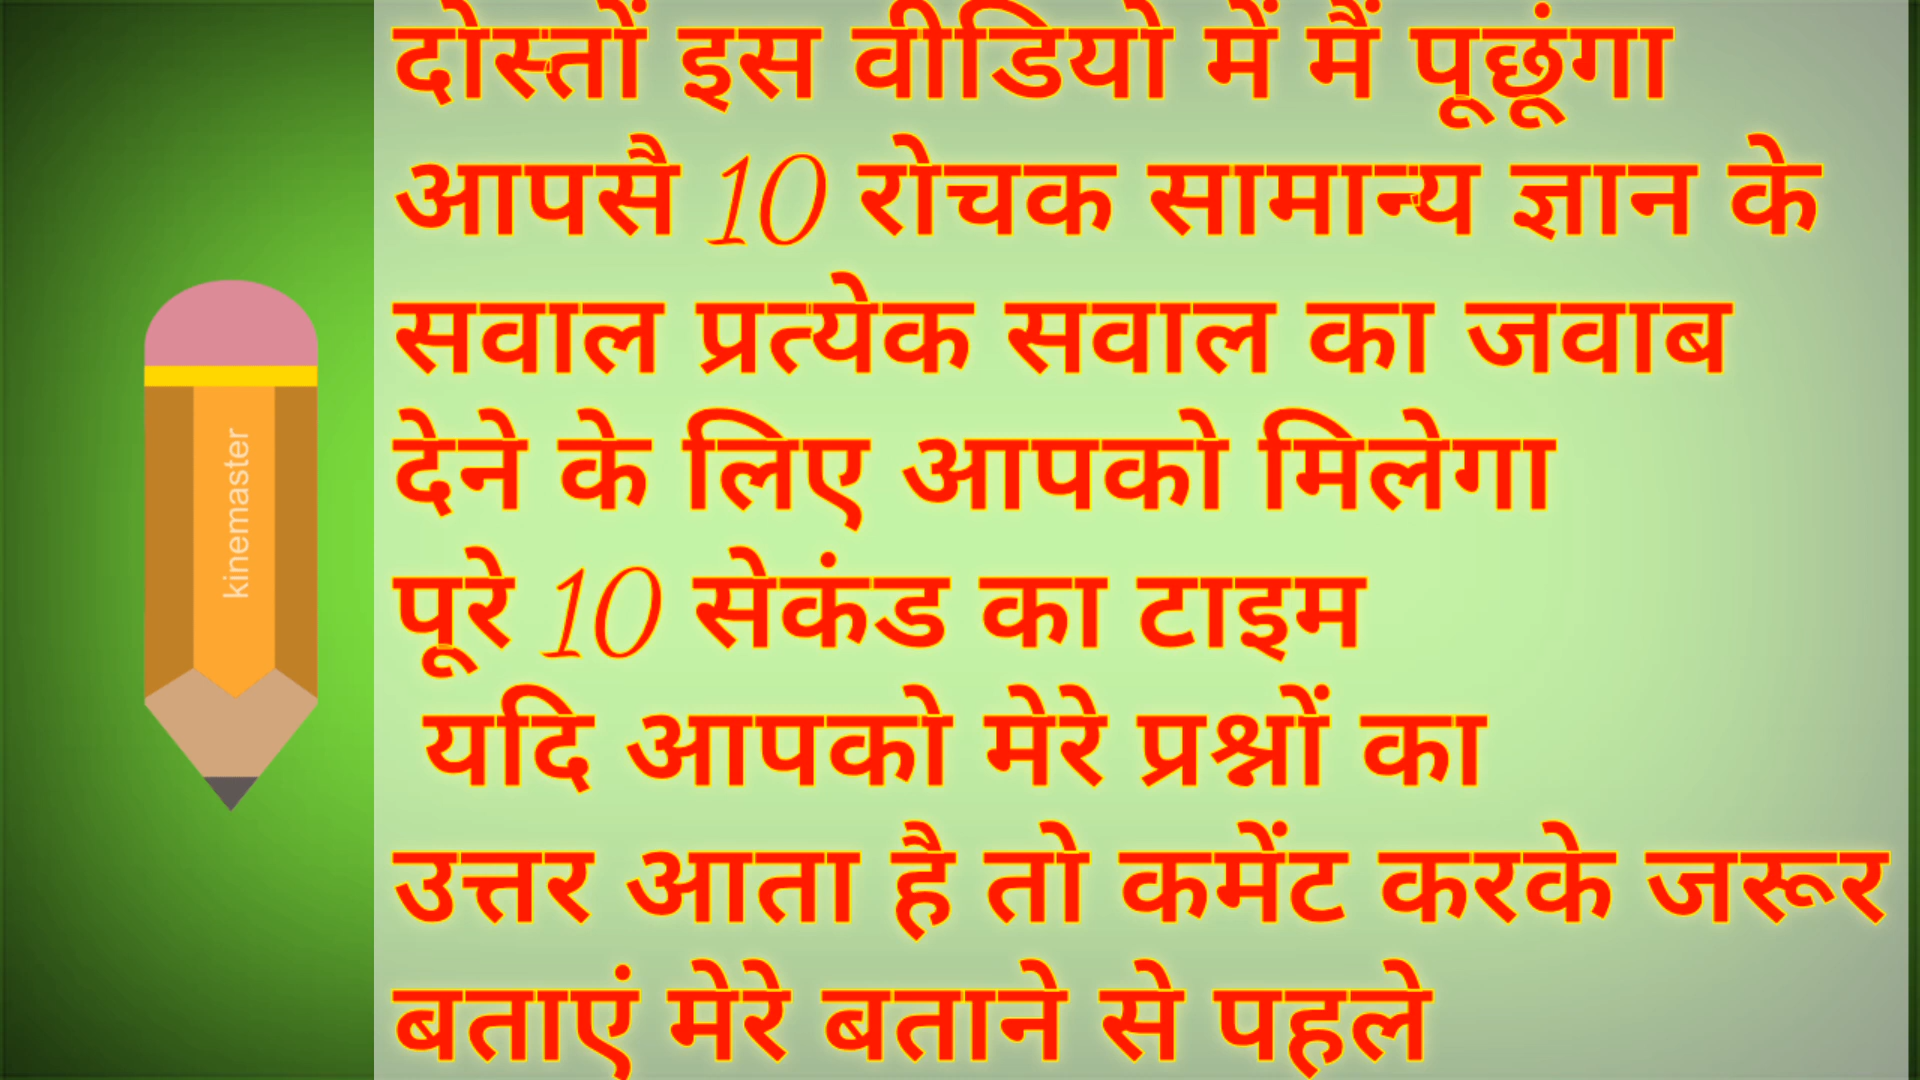 दोस्तों इस वीडियो में मैं पूछूंगा
आपसै 10 रोचक सामान्य ज्ञान के
सवाल प्रत्येक सवाल का जवाब
देने के लिए आपको मिलेगा
पूरे 10 सेकंड का टाइम
यदि आपको मेरे प्रश्नों का
उत्तर आता है तो कमेंट करके जरूर
बताएं मेरे बताने से पहले
kinemaster